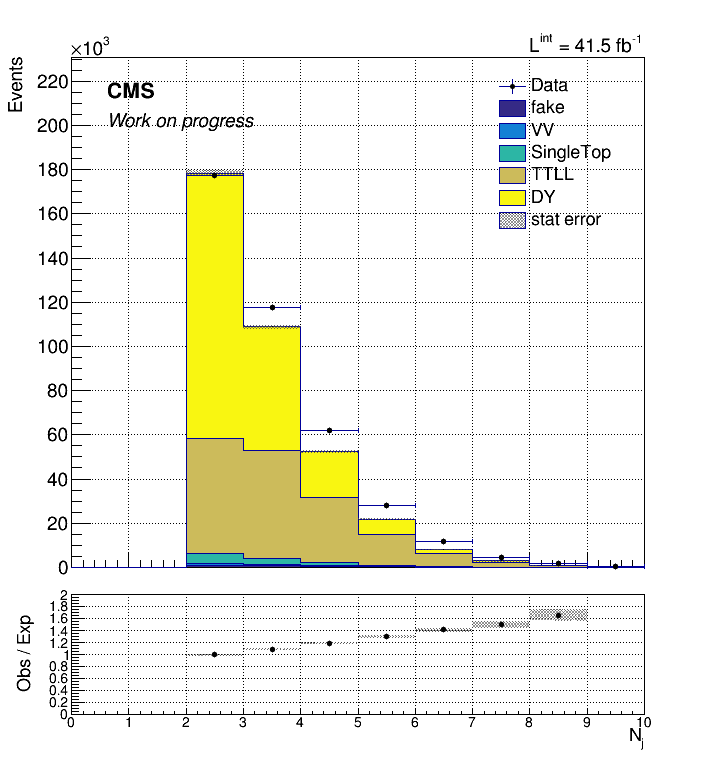 ×10³
L^int = 41.5 fb⁻¹
Events
220
200
180
160
140
120
100
80
60
40
20
0
CMS
Work on progress
Data
fake
VV
SingleTop
TTLL
DY
stat error
Obs / Exp
2
1.8
1.6
1.4
1.2
1
0.8
0.6
0.4
0.2
0
0 1 2 3 4 5 6 7 8 9 10
N_j